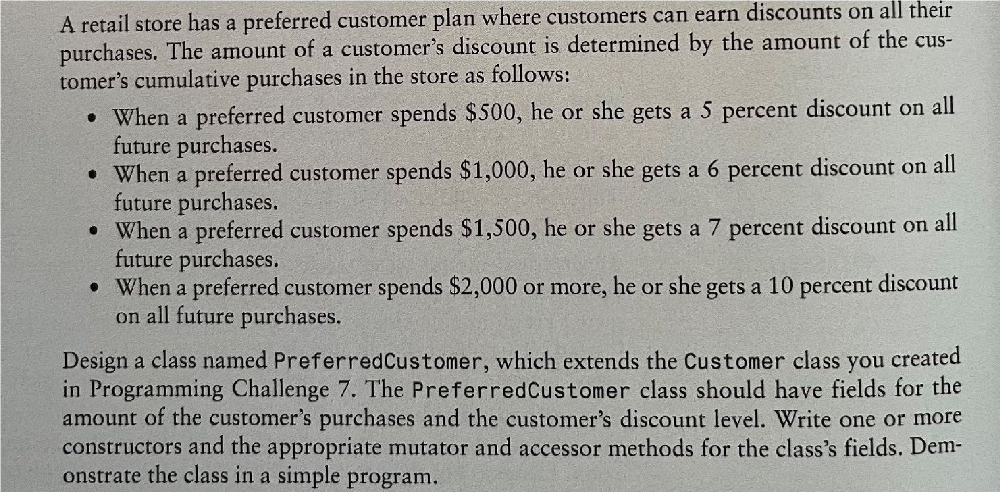 A retail store has a preferred customer plan where customers can earn discounts on all their
purchases. The amount of a customer's discount is determined by the amount of the cus-
tomer's cumulative purchases in the store as follows:
• When a preferred customer spends $500, he or she gets a 5 percent discount on all
future purchases.
• When a preferred customer spends $1,000, he or she gets a 6 percent discount on all
future purchases.
• When a preferred customer spends $1,500, he or she gets a 7 percent discount on all
future purchases.
• When a preferred customer spends $2,000 or more, he or she gets a 10 percent discount
on all future purchases.
Design a class named PreferredCustomer, which extends the Customer class you created
in Programming Challenge 7. The PreferredCustomer class should have fields for the
amount of the customer's purchases and the customer's discount level. Write one or more
constructors and the appropriate mutator and accessor methods for the class's fields. Dem-
onstrate the class in a simple program.